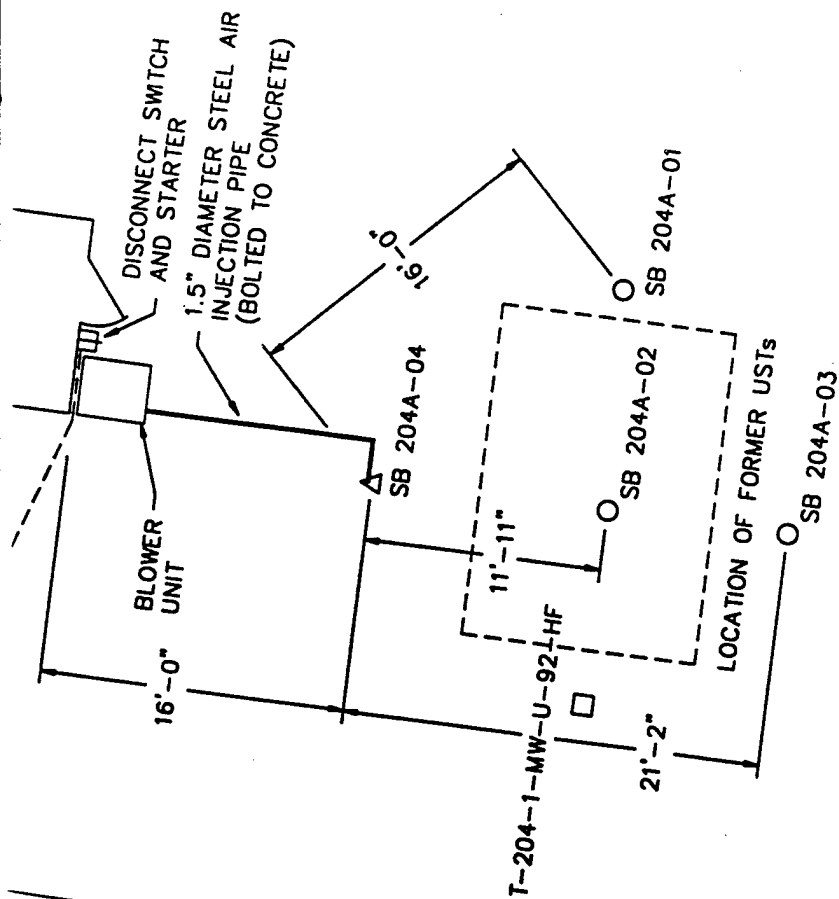 DISCONNECT SWITCH
AND STARTER
1.5" DIAMETER STEEL AIR
INJECTION PIPE
(BOLTED TO CONCRETE)
BLOWER
UNIT
16'-0"
16'-0"
SB 204A-04
SB 204A-01
11'-11"
SB 204A-02
T-204-1-MW-U-92-HF
21'-2"
LOCATION OF FORMER USTs
SB 204A-03